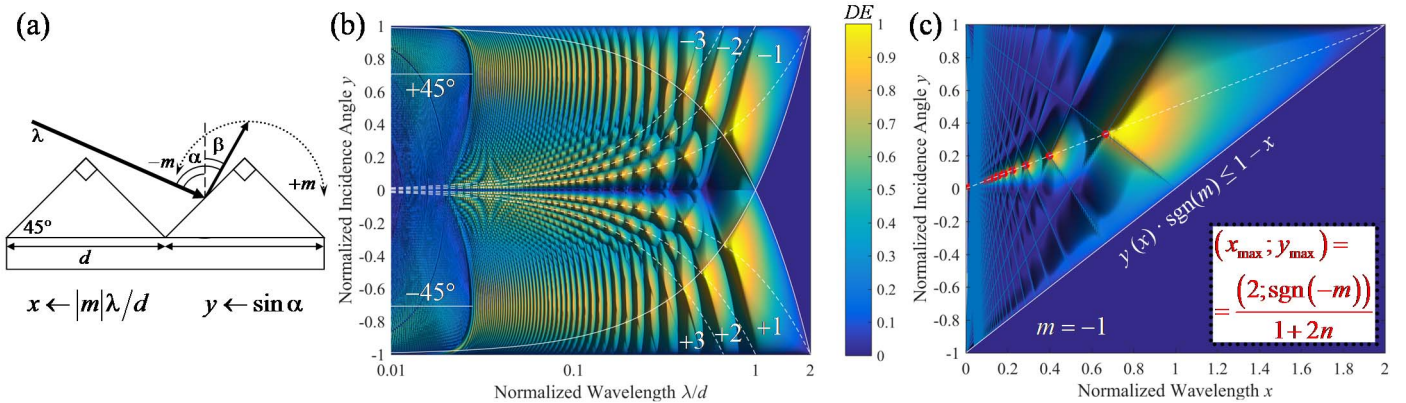 (a)
λ
−m
α
β
+m
45°
d
x ← |m|λ/d
y ← sin α
(b)
Normalized Incidence Angle y
1
0.8
0.6
0.4
0.2
0
-0.2
-0.4
-0.6
-0.8
-1
+45°
−45°
−3
−2
−1
+3
+2
+1
0.01
0.1
1
2
Normalized Wavelength λ/d
DE
1
0.9
0.8
0.7
0.6
0.5
0.4
0.3
0.2
0.1
0
(c)
Normalized Incidence Angle y
1
0.8
0.6
0.4
0.2
0
-0.2
-0.4
-0.6
-0.8
-1
y(x) · sgn(m) ≤ 1 − x
m = −1
(x_max; y_max) =
= (2; sgn(−m))
1 + 2n
0
0.2
0.4
0.6
0.8
1
1.2
1.4
1.6
1.8
2
Normalized Wavelength x